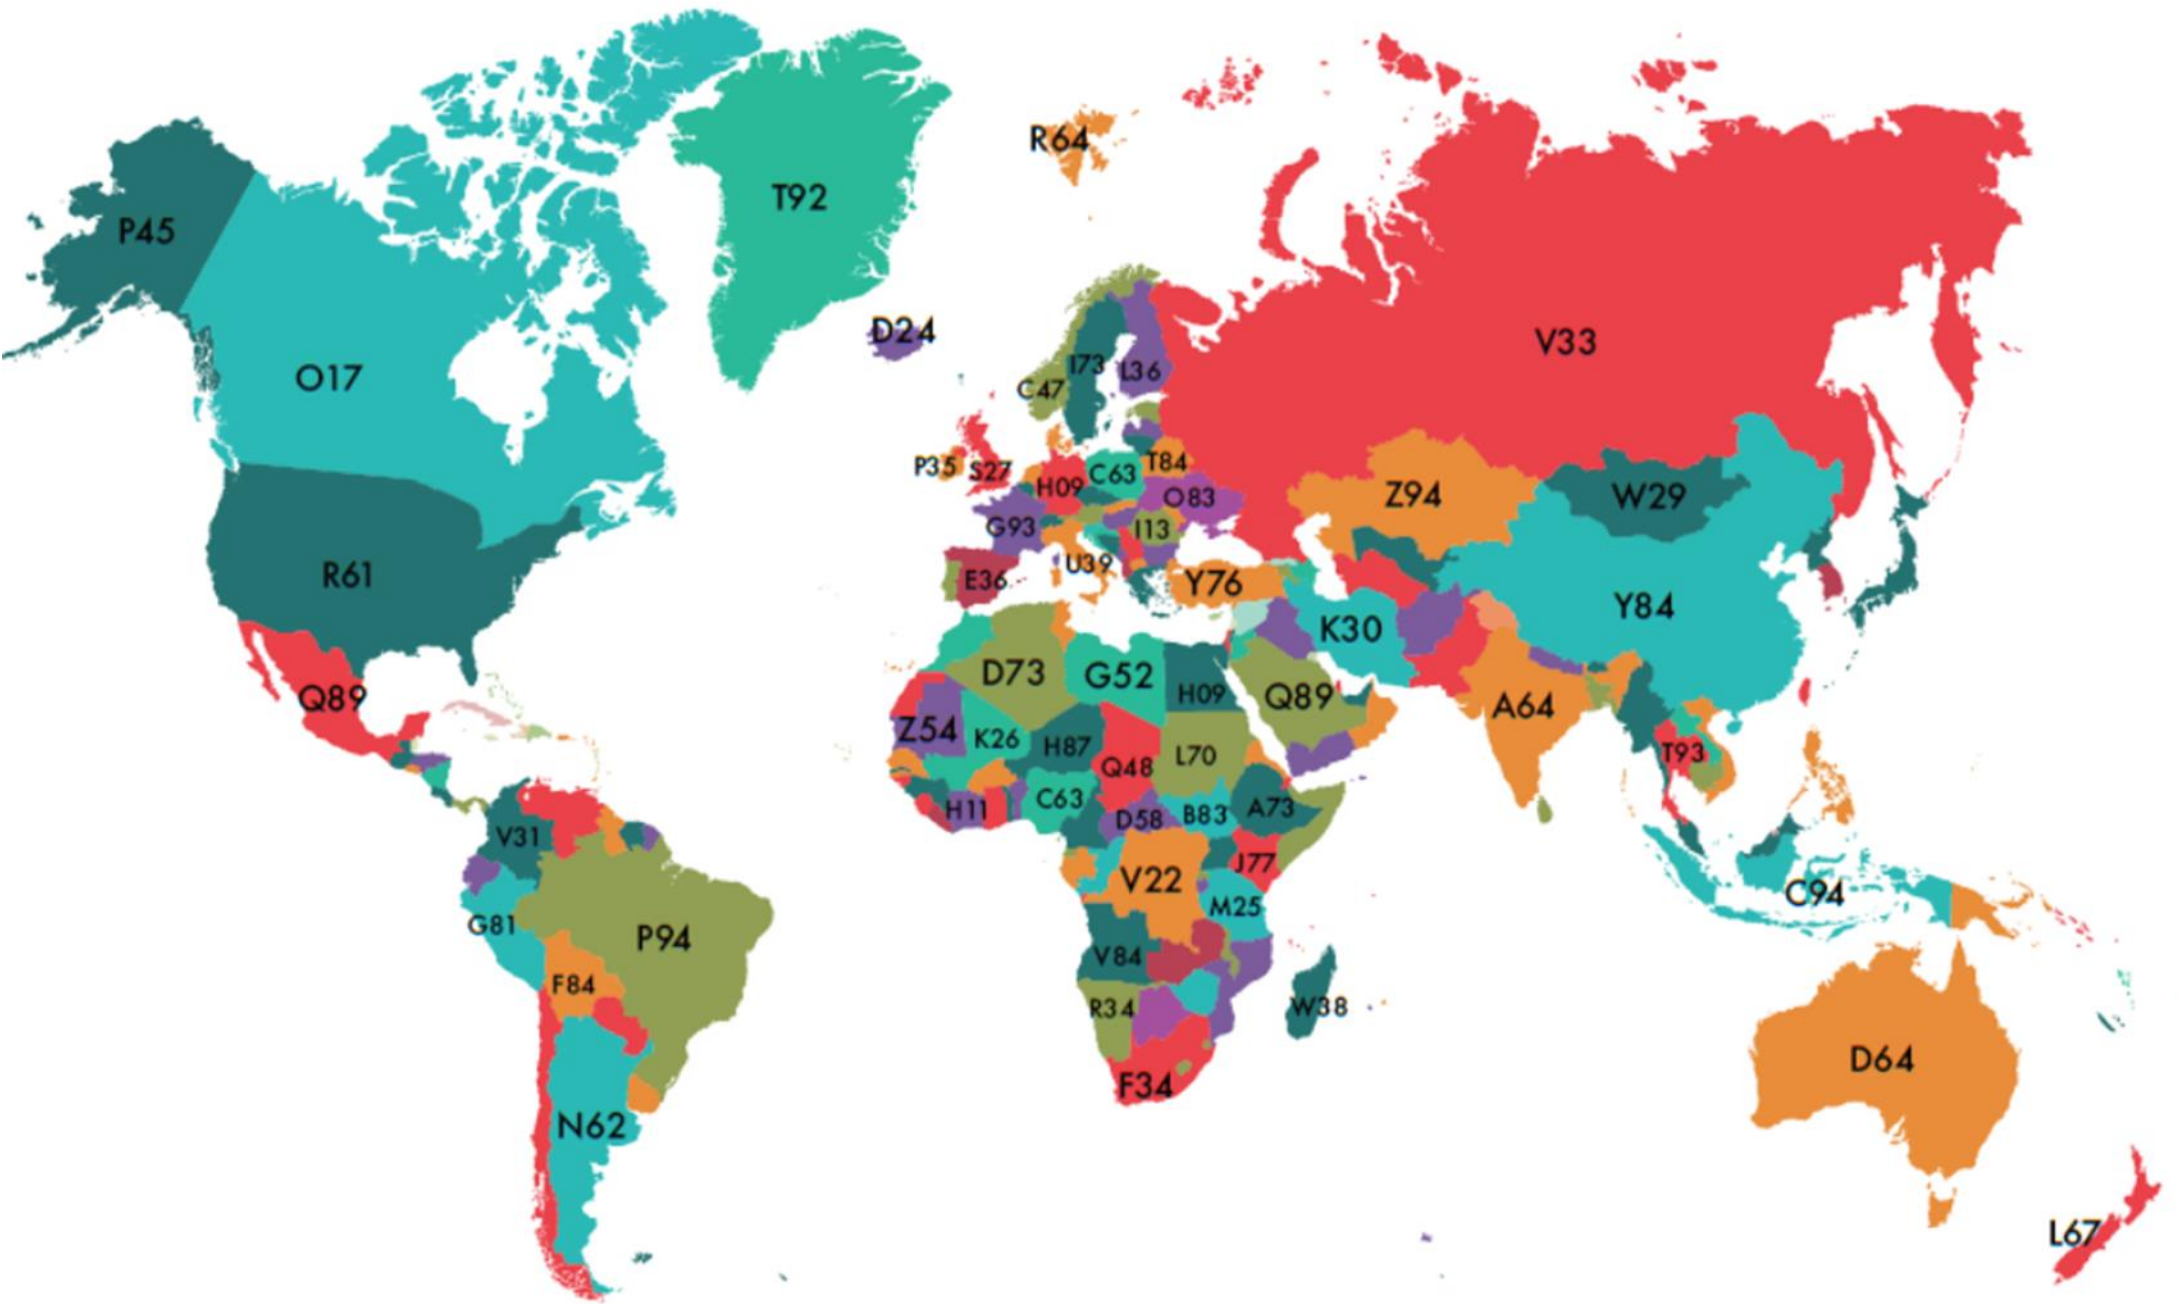 T92
R64
P45
D24
V33
O17
I73
L36
C47
P35
S27
T84
C63
H09
O83
Z94
W29
G93
I13
U39
R61
E36
Y76
Y84
K30
D73
G52
H09
Q89
Q89
A64
Z54
K26
H87
Q48
L70
T93
H11
C63
D58
B83
A73
V31
J77
V22
C94
M25
G81
P94
V84
F84
R34
W38
D64
F34
N62
L67